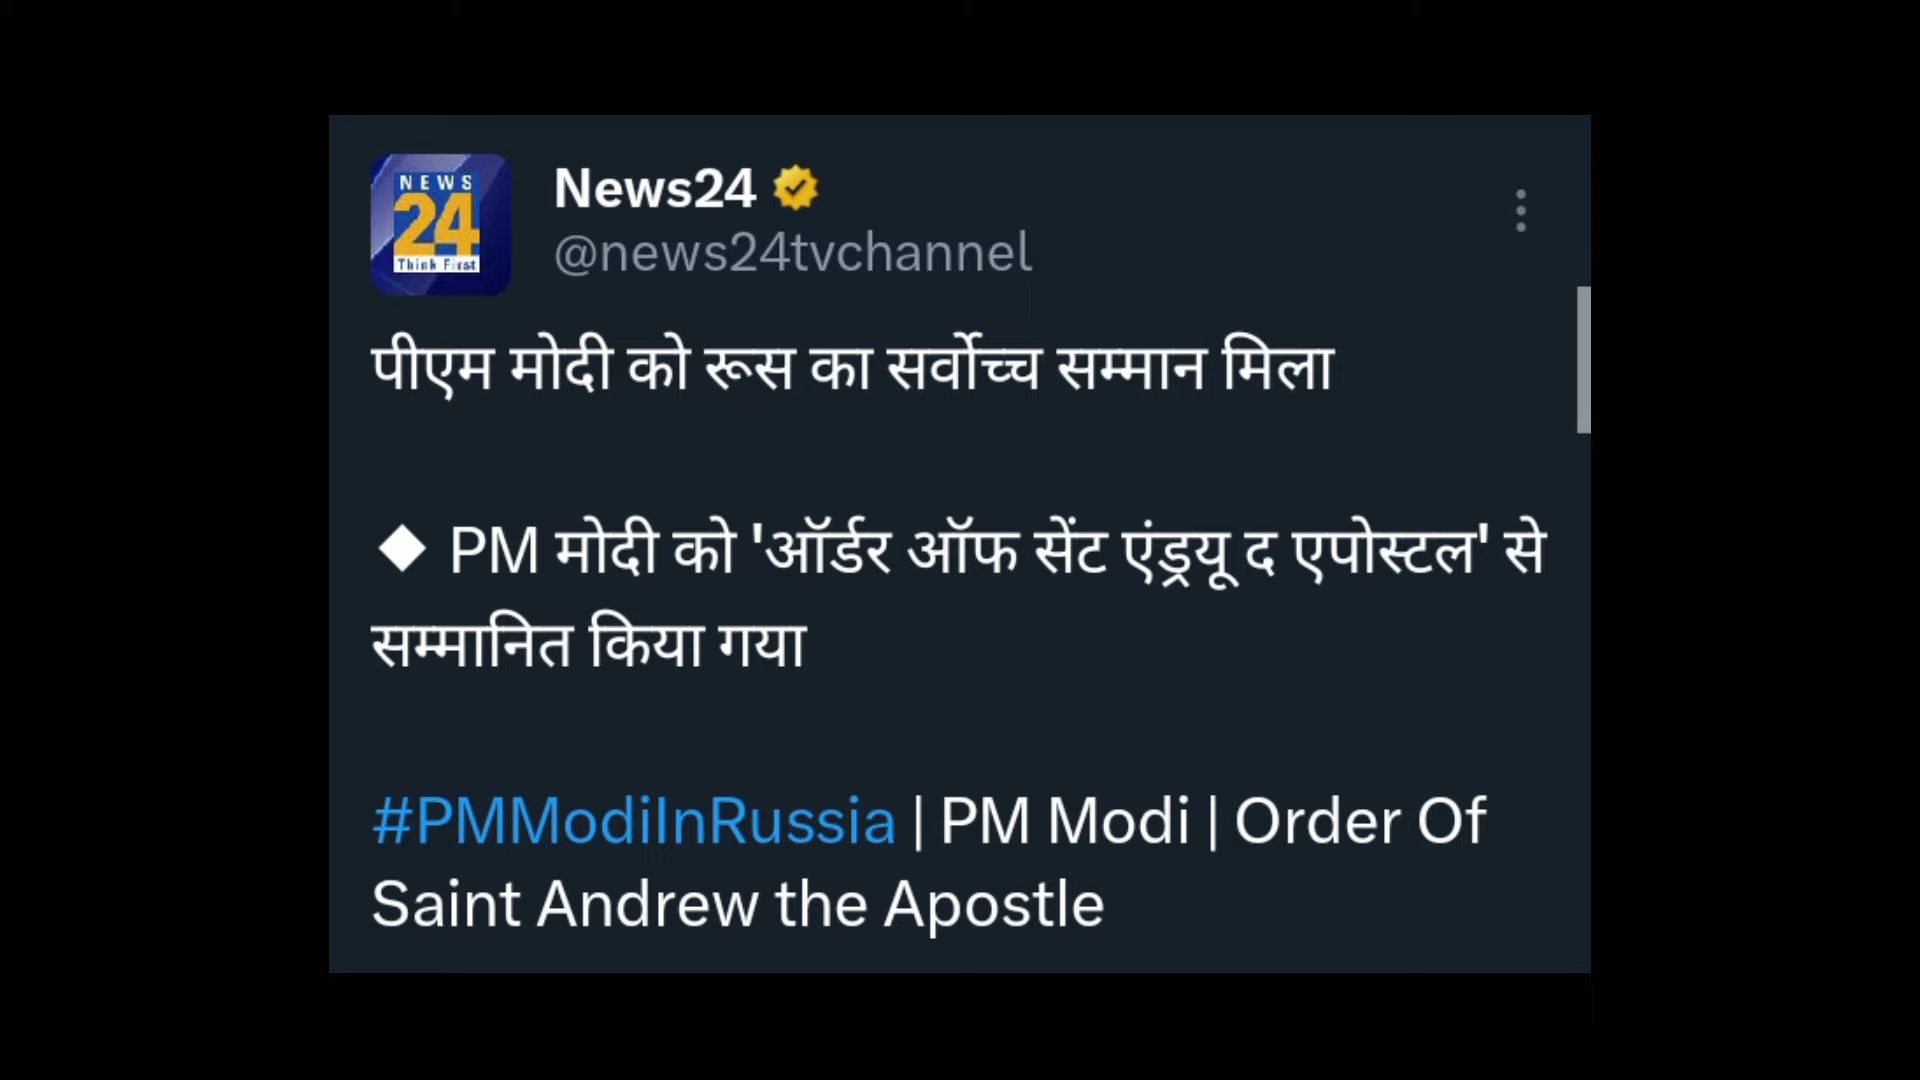 NEWS
24
Think First
News24
@news24tvchannel
पीएम मोदी को रूस का सर्वोच्च सम्मान मिला
◆ PM मोदी को 'ऑर्डर ऑफ सेंट एंड्रयू द एपोस्टल' से
सम्मानित किया गया
#PMModiInRussia | PM Modi | Order Of
Saint Andrew the Apostle